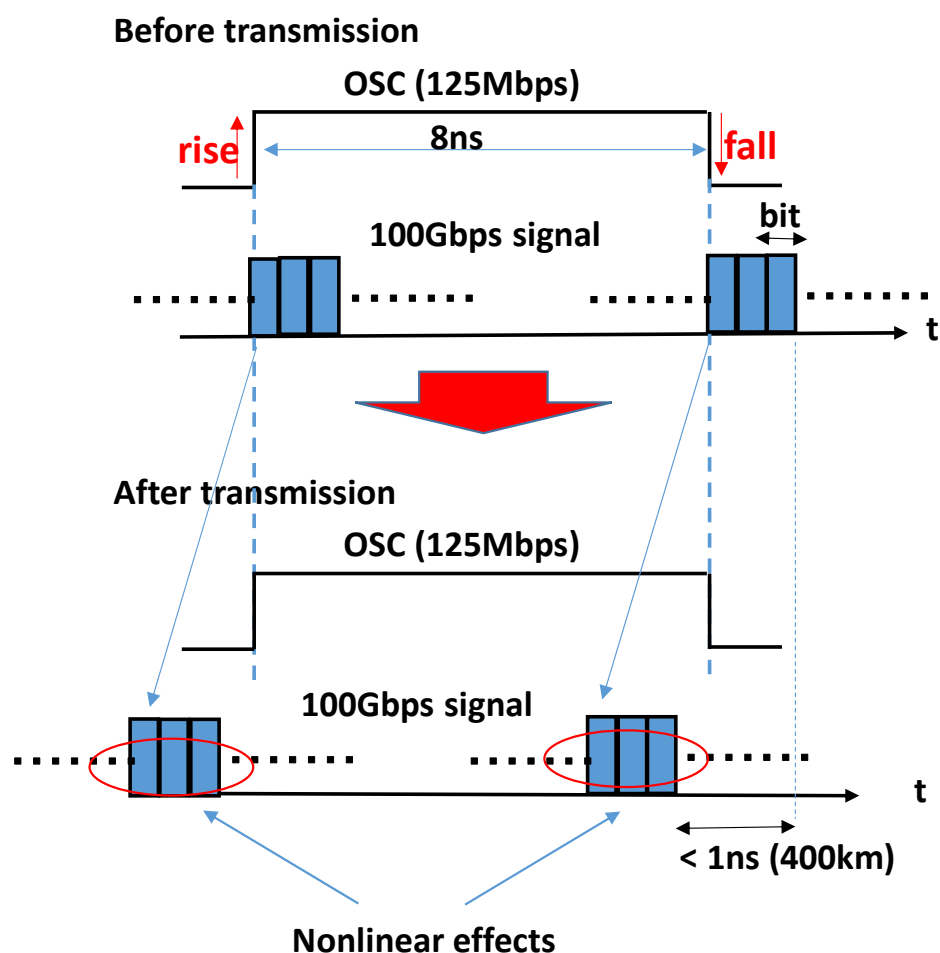 Before transmission
OSC (125Mbps)
8ns
rise
fall
bit
100Gbps signal
t
After transmission
OSC (125Mbps)
100Gbps signal
t
< 1ns (400km)
Nonlinear effects